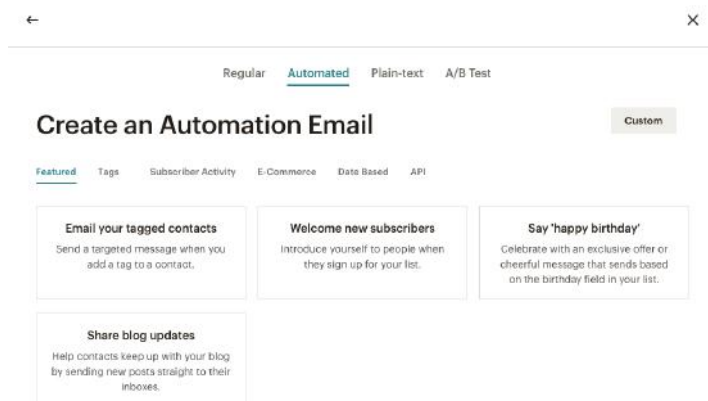 Regular Automated Plain-text A/B Test
Create an Automation Email
Custom
Featured Tags Subscriber Activity E-Commerce Date Based API
Email your tagged contacts
Send a targeted message when you
add a tag to a contact.
Welcome new subscribers
Introduce yourself to people when
they sign up for your list.
Say 'happy birthday'
Celebrate with an exclusive offer or
cheerful message that sends based
on the birthday field in your list.
Share blog updates
Help contacts keep up with your blog
by sending new posts straight to their
inboxes.